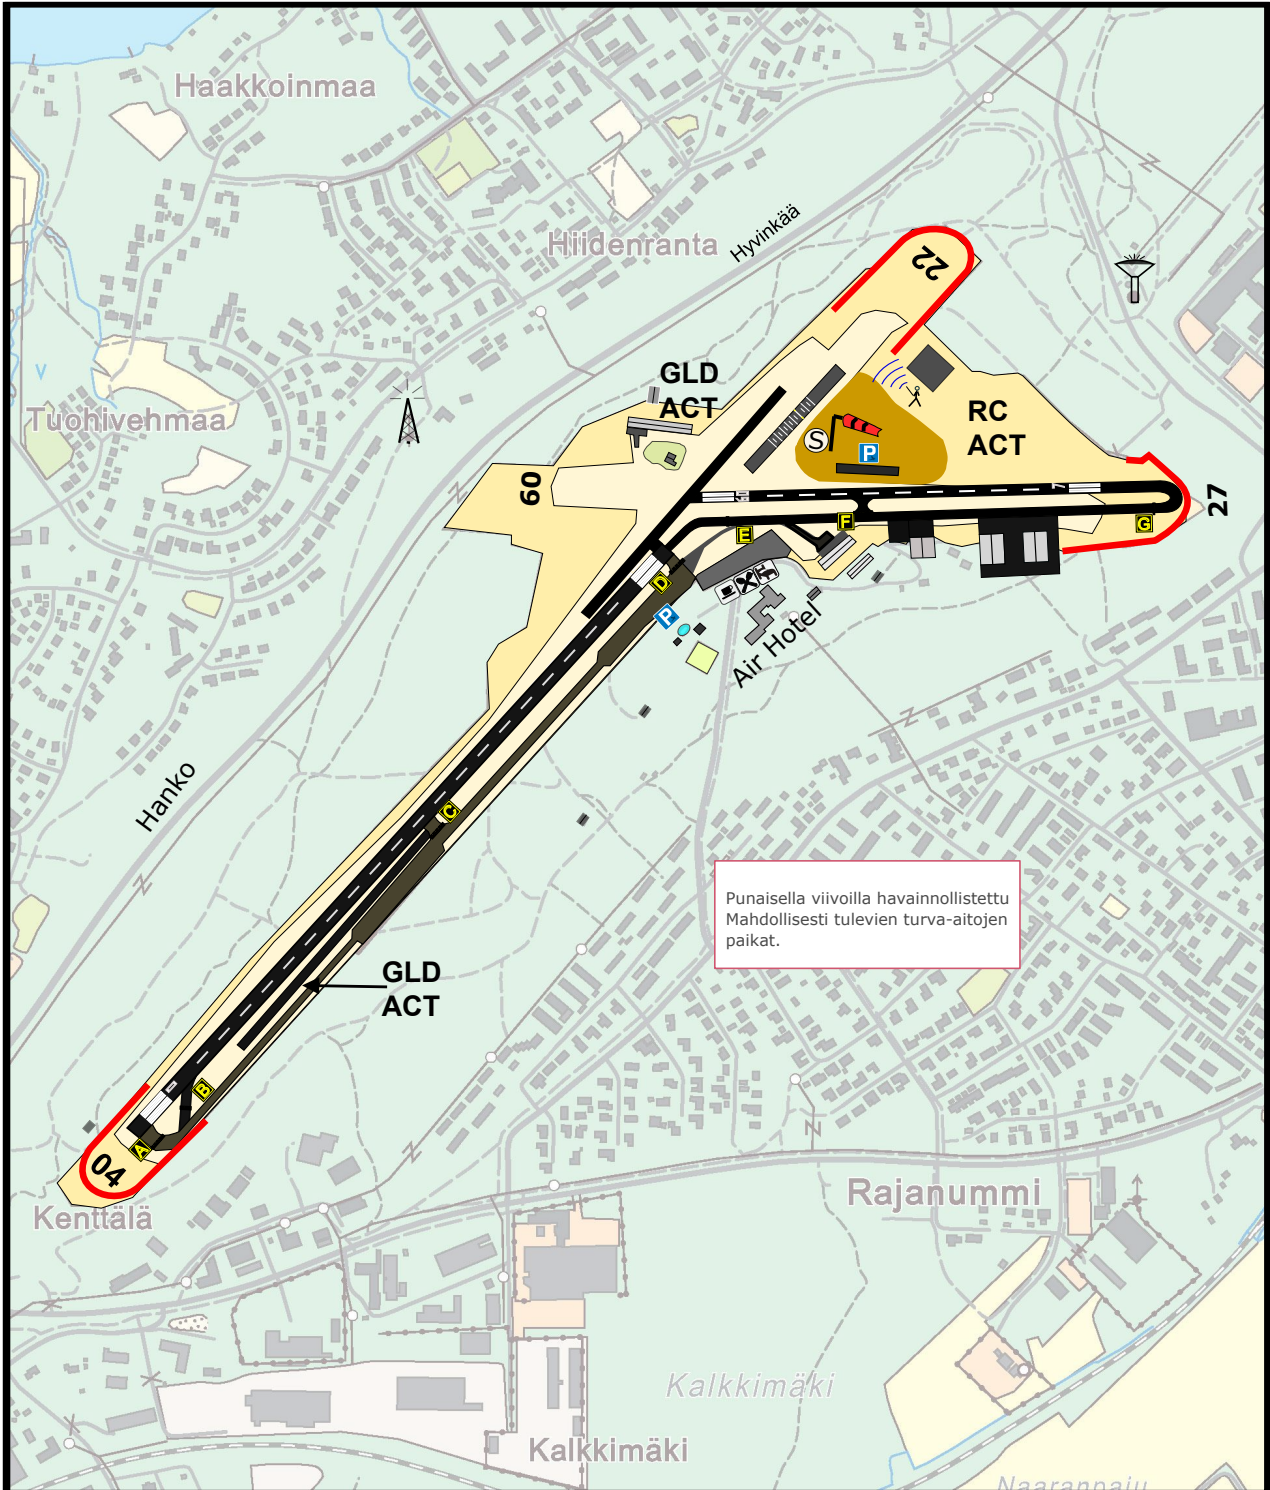 Haakkoinmaa
Hiidenranta
Hyvinkää
22
Tuohivehmaa
GLD
ACT
RC
ACT
S
P
09
27
E
F
G
D
P
Air Hotel
Hanko
C
Punaisella viivoilla havainnollistettu
Mahdollisesti tulevien turva-aitojen
paikat.
GLD
ACT
B
A
04
Kenttälä
Rajanummi
Kalkkimäki
Kalkkimäki